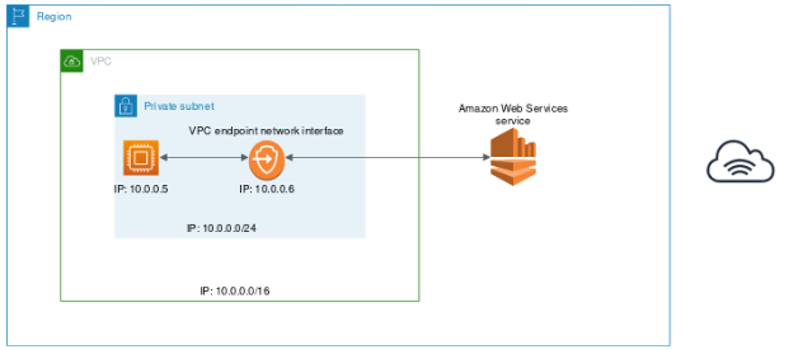 Region
VPC
Private subnet
Amazon Web Services
service
VPC endpoint network interface
IP: 10.0.0.5
IP: 10.0.0.6
IP: 10.0.0.0/24
IP: 10.0.0.0/16